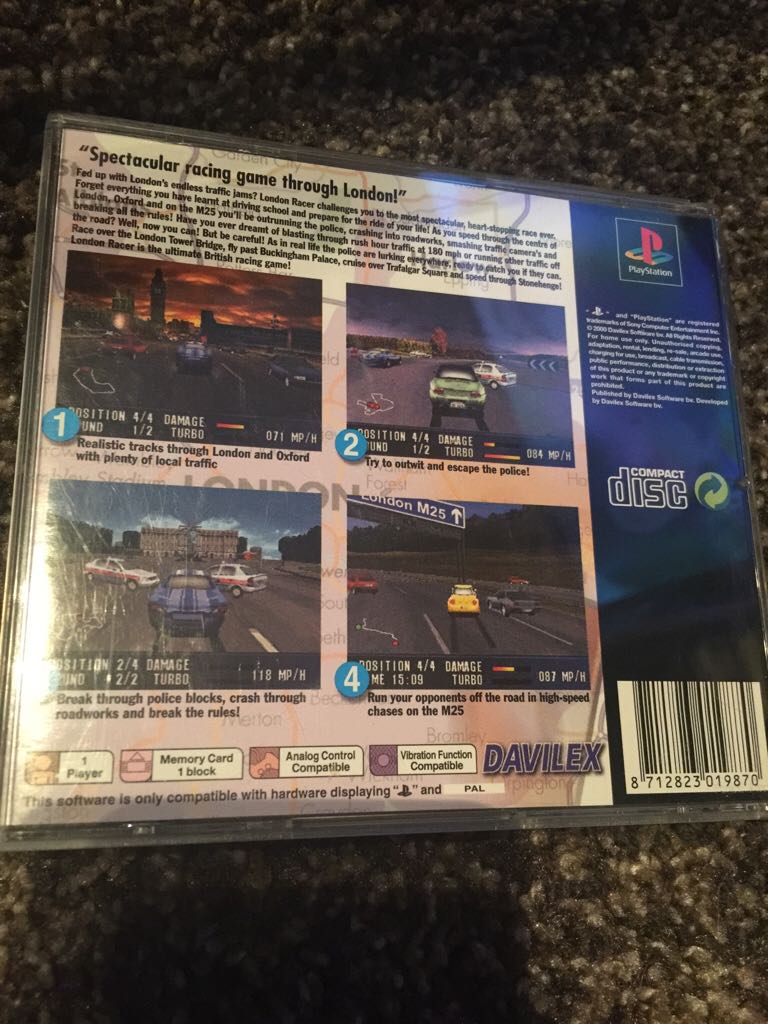 "Spectacular racing game through London!"
Fed up with London's endless traffic jams? London Racer challenges you to the most spectacular, heart-stopping race ever.
Forget everything you have learnt at driving school and prepare for the ride of your life! As you speed through the centre of
London, Oxford and on the M25 you'll be outrunning the police, crashing into roadworks, smashing traffic camera's and
breaking all the rules! Have you ever dreamt of blasting through rush hour traffic at 180 mph or running other traffic off
the road? Well, now you can! But be careful! As in real life the police are lurking everywhere, ready to catch you if they can.
Race over the London Tower Bridge, fly past Buckingham Palace, cruise over Trafalgar Square and speed through Stonehenge!
London Racer is the ultimate British racing game!
POSITION 4/4 DAMAGE
UND 1/2 TURBO 071 MP/H
1
Realistic tracks through London and Oxford
with plenty of local traffic
POSITION 4/4 DAMAGE
UND 1/2 TURBO 084 MP/H
2
Try to outwit and escape the police!
LONDON
Forest
OSITION 2/4 DAMAGE
UND 2/2 TURBO 118 MP/H
Break through police blocks, crash through
roadworks and break the rules!
London M25
OSITION 4/4 DAMAGE
ME 15:09 TURBO 087 MP/H
4
Run your opponents off the road in high-speed
chases on the M25
Merton
Bromley
1
Player
Memory Card
1 block
Analog Control
Compatible
Vibration Function
Compatible
DAVILEX
This software is only compatible with hardware displaying " " and PAL
PlayStation
" " and "PlayStation" are registered
trademarks of Sony Computer Entertainment Inc.
© 2000 Davilex Software bv. All Rights Reserved.
For home use only. Unauthorised copying,
adaptation, rental, lending, re-sale, arcade use,
charging for use, broadcast, cable transmission,
public performance, distribution or extraction
of this product or any trademark or copyright
work that forms part of this product are
prohibited.
Published by Davilex Software bv. Developed
by Davilex Software bv.
COMPACT
disc
8 712823 019870